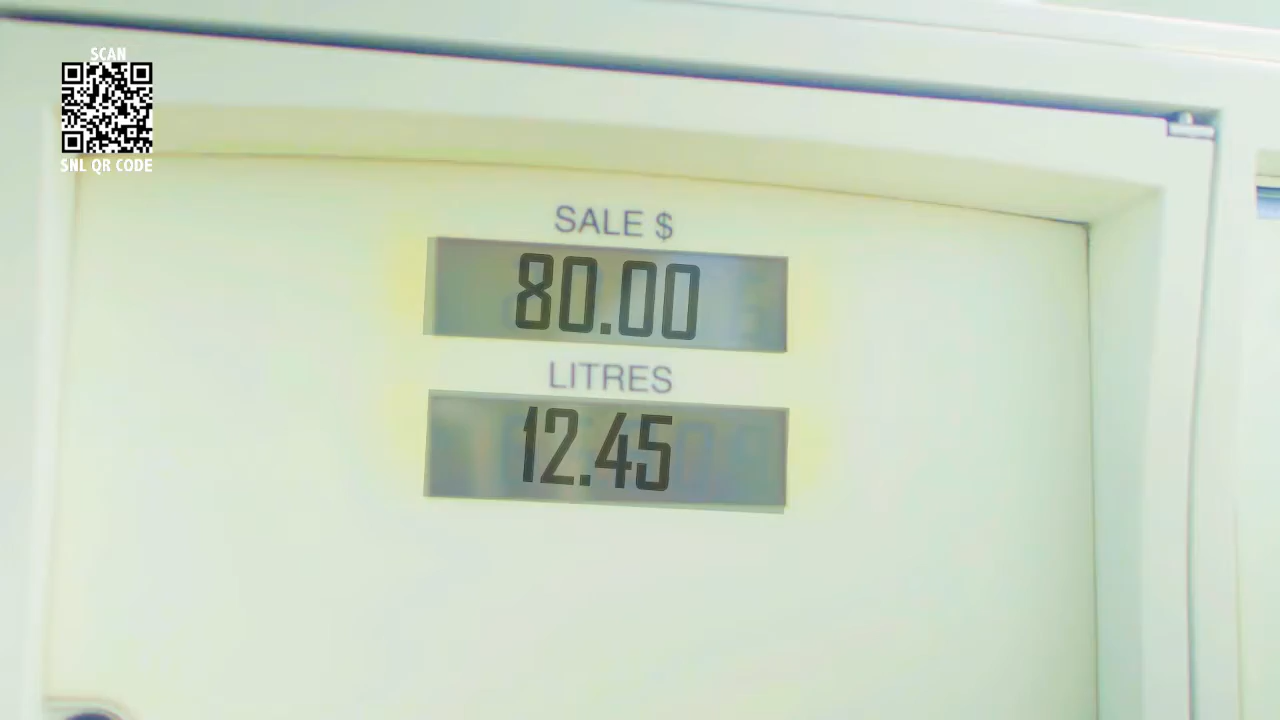 SCAN
SNL QR CODE
SALE $
80.00
LITRES
12.45